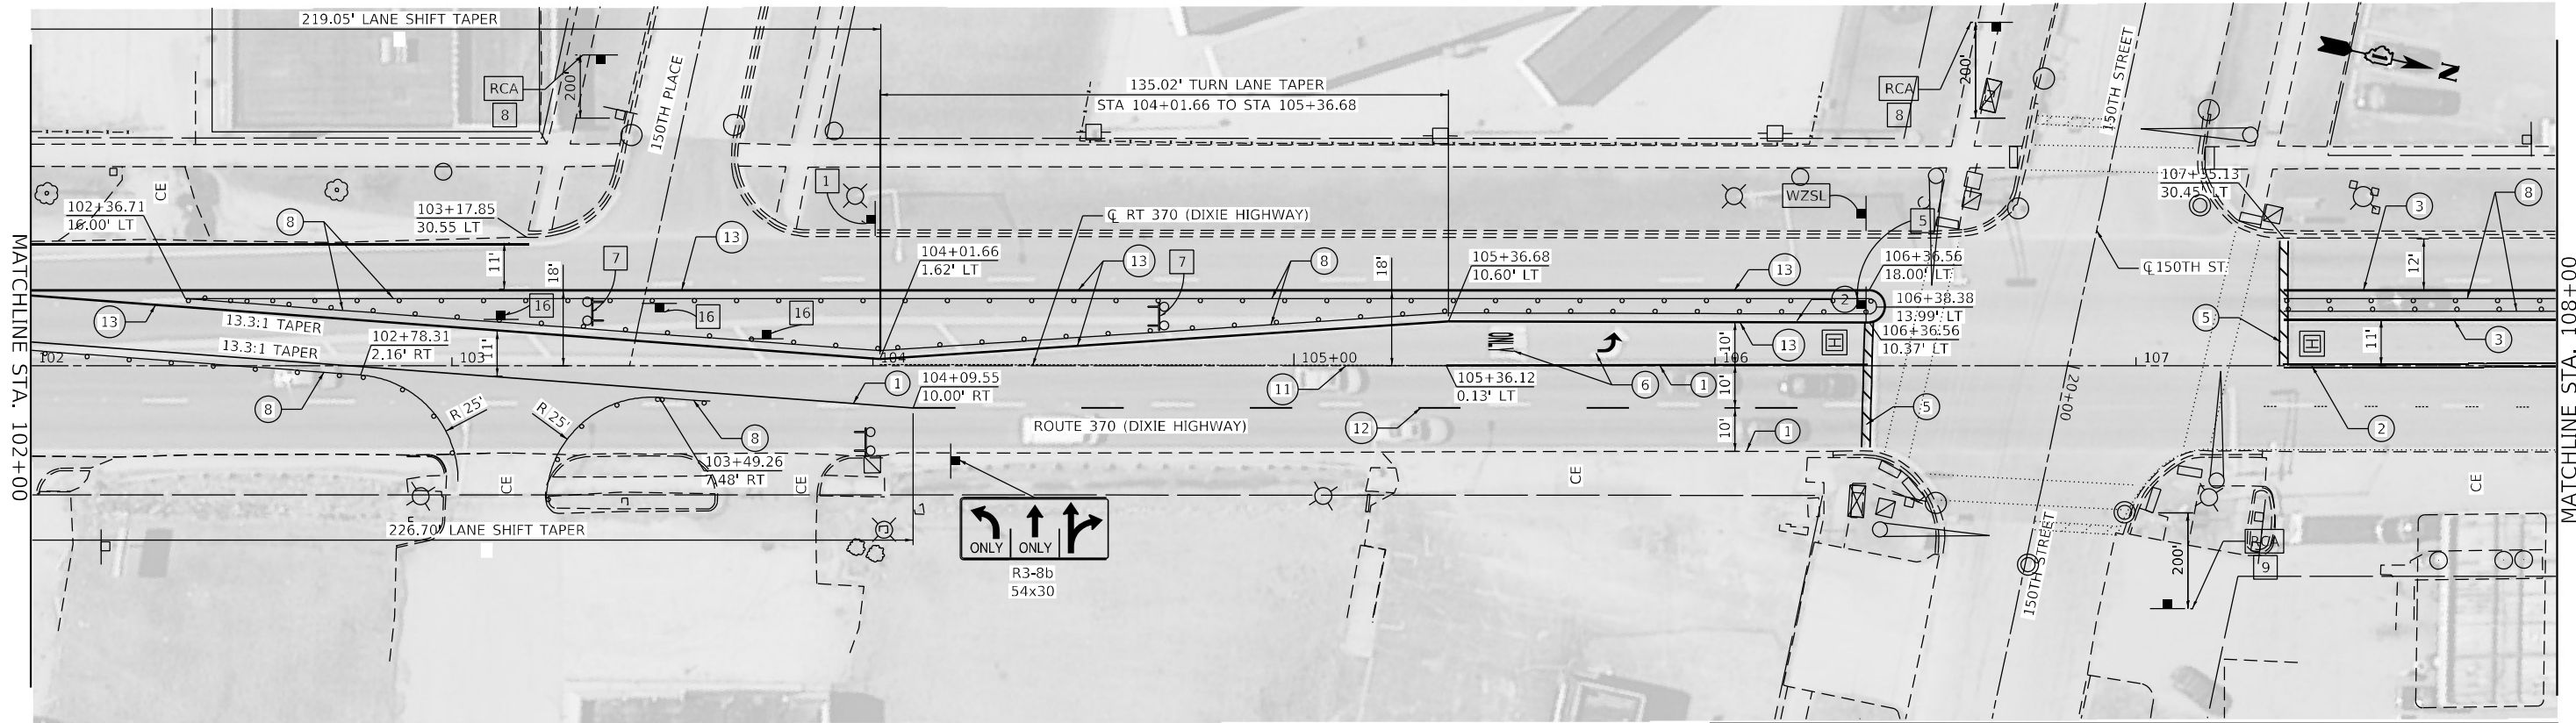 219.05' LANE SHIFT TAPER
RCA
8
200'
150TH PLACE
135.02' TURN LANE TAPER
STA 104+01.66 TO STA 105+36.68
RCA
8
200'
150TH STREET
1
N
CE
102+36.71
16.00' LT
8
103+17.85
30.55 LT
13
1
℄ RT 370 (DIXIE HIGHWAY)
WZSL
5
107+35.13
30.45' LT
3
8
11'
18'
7
104+01.66
1.62' LT
13
7
8
18'
105+36.68
10.60' LT
13
106+36.56
18.00' LT
℄ 150TH ST.
12'
MATCHLINE STA. 102+00
MATCHLINE STA. 108+00
16
16
16
2
106+38.38
13.99' LT
13
13.3:1 TAPER
13.3:1 TAPER
102+78.31
2.16' RT
11'
10'
13
H
106+36.56
10.37' LT
5
H
11'
3
102
103
104
105+00
106
107
8
R 25'
R 25'
1
104+09.55
10.00' RT
11
105+36.12
0.13' LT
6
1
10'
5
20+00
2
8
12
ROUTE 370 (DIXIE HIGHWAY)
10'
1
103+49.26
7.48' RT
CE
CE
CE
CE
226.70' LANE SHIFT TAPER
ONLY
ONLY
R3-8b
54x30
150TH STREET
200'
RCA
9